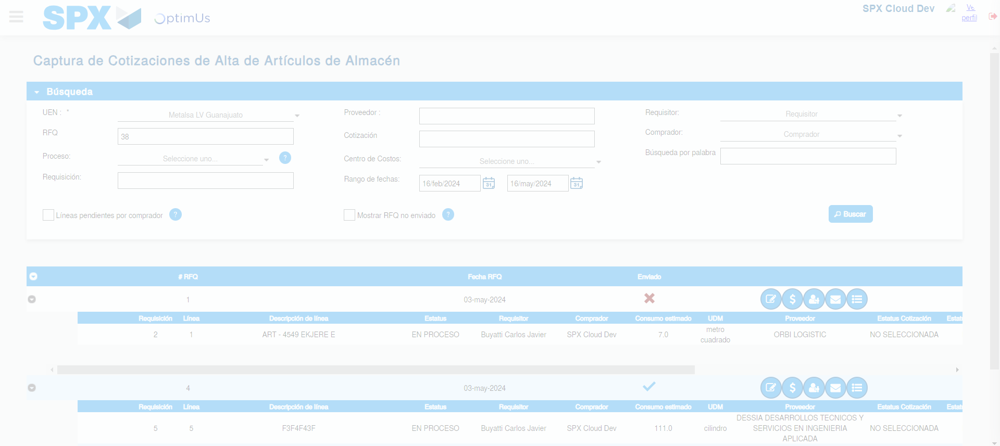 SPX OptimUs SPX Cloud Dev
perfil
Captura de Cotizaciones de Alta de Artículos de Almacén
Búsqueda
UEN : * Metalsa LV Guanajuato Proveedor : Requisitor: Requisitor
RFQ 38 Cotización Comprador: Comprador
Proceso: Seleccione uno... ? Centro de Costos: Seleccione uno... Búsqueda por palabra
Requisición: Rango de fechas: 16/feb/2024 31 16/may/2024 31
Líneas pendientes por comprador ? Mostrar RFQ no enviado ? Buscar
# RFQ Fecha RFQ Enviado
1 03-may-2024 $
Requisición Línea Descripción de línea Estatus Requisitor Comprador Consumo estimado UDM Proveedor Estatus Cotización
2 1 ART - 4549 EKJERE E EN PROCESO Buyatti Carlos Javier SPX Cloud Dev 7.0 metro cuadrado ORBI LOGISTIC NO SELECCIONADA
4 03-may-2024 $
Requisición Línea Descripción de línea Estatus Requisitor Comprador Consumo estimado UDM Proveedor Estatus Cotización
5 5 F3F4F43F EN PROCESO Buyatti Carlos Javier SPX Cloud Dev 111.0 cilindro DESSIA DESARROLLOS TECNICOS Y SERVICIOS EN INGENIERIA APLICADA NO SELECCIONADA